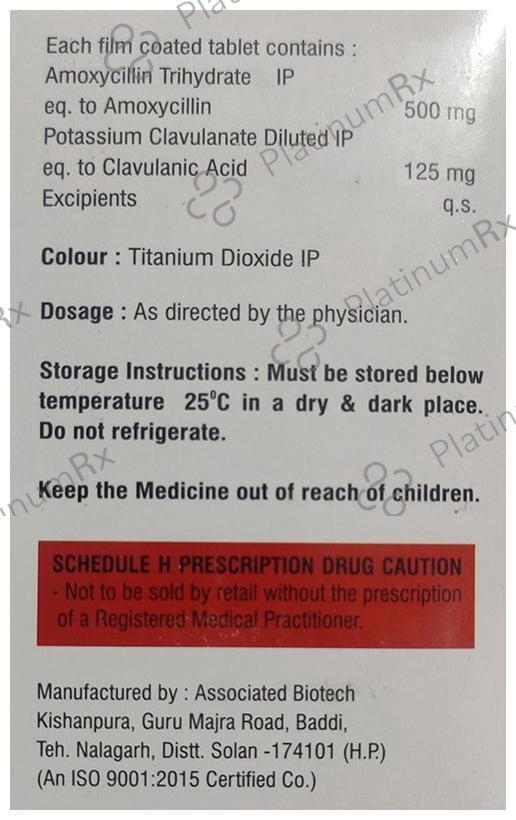 Each film coated tablet contains :
Amoxycillin Trihydrate IP
eq. to Amoxycillin 500 mg
Potassium Clavulanate Diluted IP
eq. to Clavulanic Acid 125 mg
Excipients q.s.
Colour : Titanium Dioxide IP
Dosage : As directed by the physician.
Storage Instructions : Must be stored below
temperature 25⁰C in a dry & dark place.
Do not refrigerate.
Keep the Medicine out of reach of children.
SCHEDULE H PRESCRIPTION DRUG CAUTION
- Not to be sold by retail without the prescription
of a Registered Medical Practitioner.
Manufactured by : Associated Biotech
Kishanpura, Guru Majra Road, Baddi,
Teh. Nalagarh, Distt. Solan -174101 (H.P.)
(An ISO 9001:2015 Certified Co.)
PlatinumRx
PlatinumRx